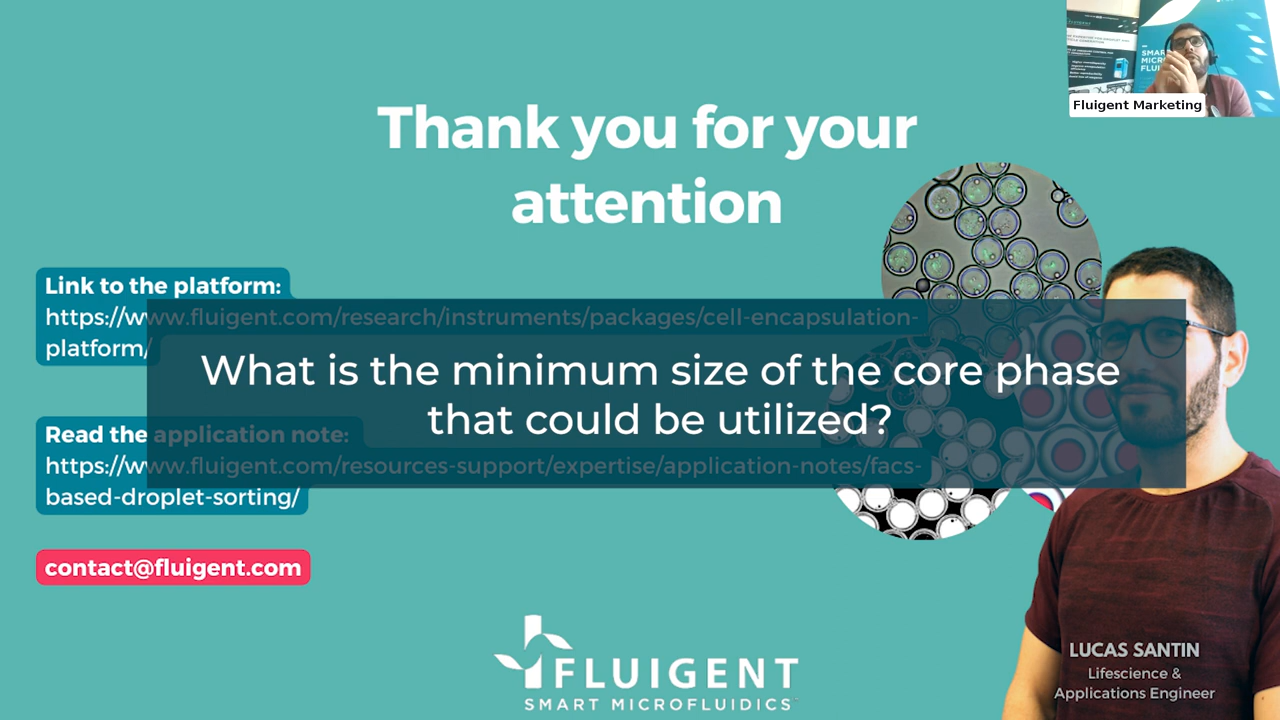 Fluigent Marketing
Thank you for your
attention
Link to the platform:
https://www.fluigent.com/research/instruments/packages/cell-encapsulation-
platform/
What is the minimum size of the core phase
that could be utilized?
Read the application note:
https://www.fluigent.com/resources-support/expertise/application-notes/facs-
based-droplet-sorting/
contact@fluigent.com
FLUIGENT
SMART MICROFLUIDICS
LUCAS SANTIN
Lifescience &
Applications Engineer